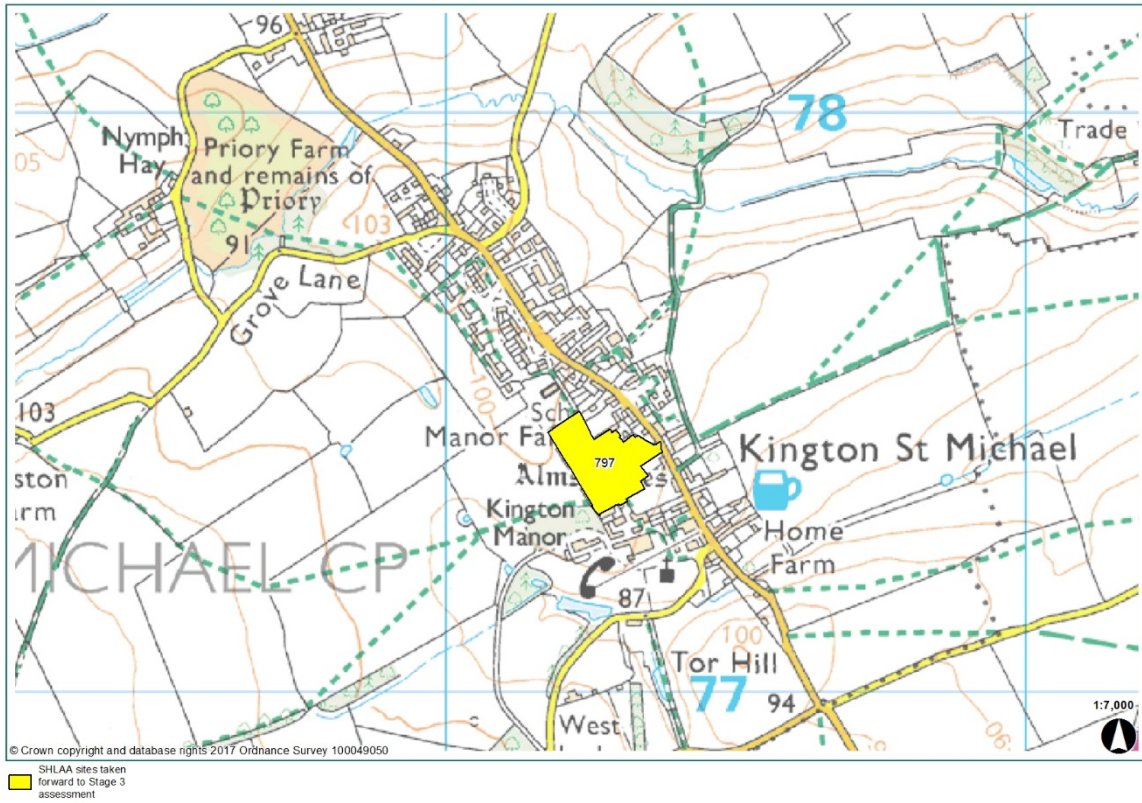 96
78
Nymph
Hay
Priory Farm
and remains of
Priory
Trade
05
103
91
Grove Lane
103
100
Sch
Manor Fa
797
Kington St Michael
Alms
es
ston
arm
Kington
Manor
Home
Farm
MICHAEL CP
87
100
Tor Hill
77
94
1:7,000
West
90
© Crown copyright and database rights 2017 Ordnance Survey 100049050
SHLAA sites taken
forward to Stage 3
assessment